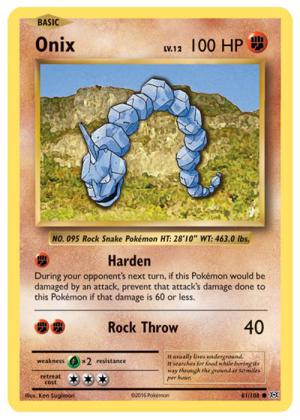 BASIC
Onix LV.12 100 HP
NO. 095 Rock Snake Pokémon HT: 28'10" WT: 463.0 lbs.
Harden
During your opponent's next turn, if this Pokémon would be
damaged by an attack, prevent that attack's damage done to
this Pokémon if that damage is 60 or less.
Rock Throw 40
weakness ×2 resistance
retreat
cost
It usually lives underground.
It searches for food while boring its
way through the ground at 50 miles
per hour.
Illus. Ken Sugimori ©2016 Pokémon 61/108